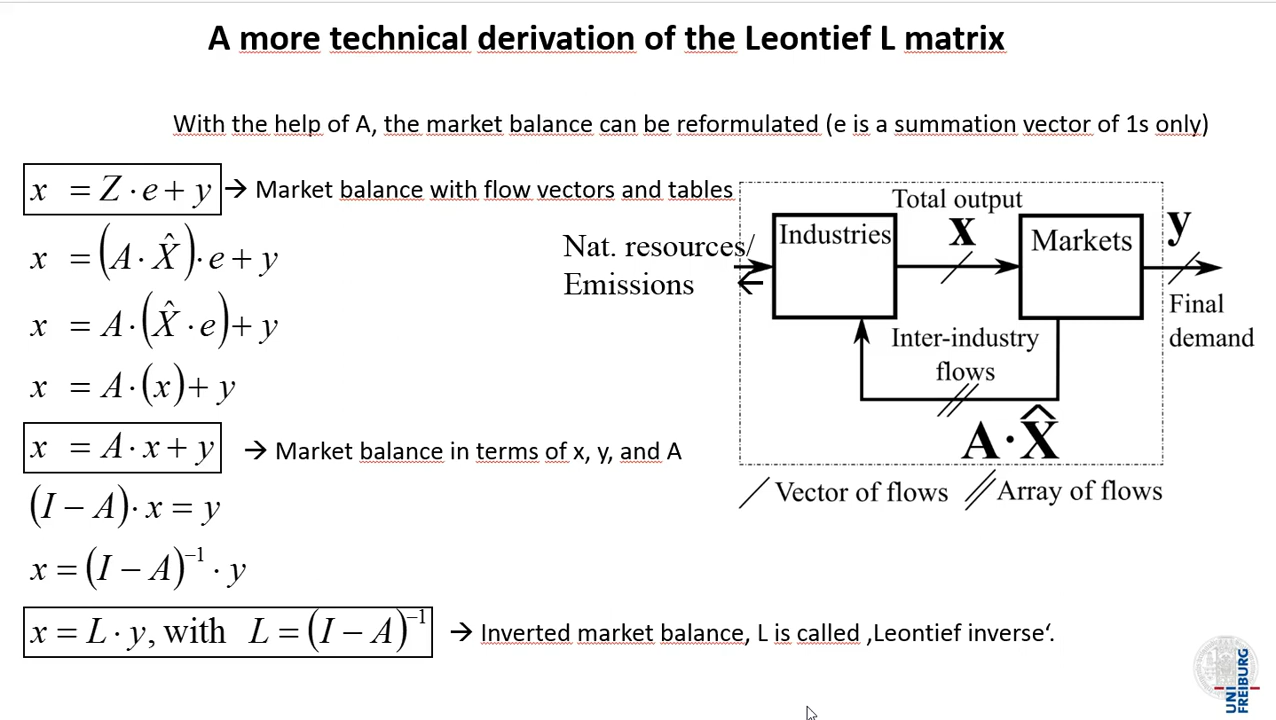 A more technical derivation of the Leontief L matrix
With the help of A, the market balance can be reformulated (e is a summation vector of 1s only)
x = Z · e + y → Market balance with flow vectors and tables
x = (A · X̂) · e + y
x = A · (X̂ · e) + y
x = A · (x) + y
x = A · x + y → Market balance in terms of x, y, and A
(I − A) · x = y
x = (I − A)⁻¹ · y
x = L · y, with L = (I − A)⁻¹ → Inverted market balance, L is called ‚Leontief inverse‘.
Nat. resources/
Emissions
Industries
Total output
x
Markets
y
Final
demand
Inter-industry
flows
A · X̂
Vector of flows
Array of flows
UNI
FREIBURG